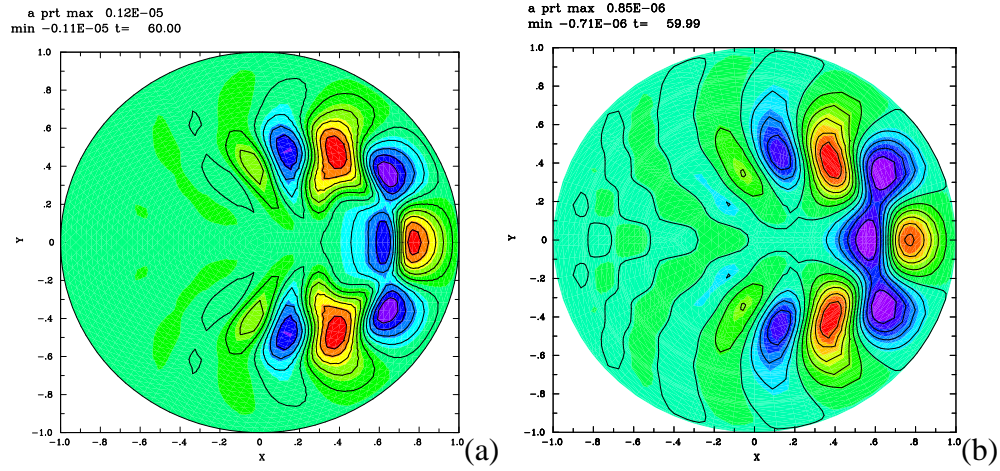 a prt max 0.12E-05
min -0.11E-05 t= 60.00
1.0
.8
.6
.4
.2
0
-.2
-.4
-.6
-.8
-1.0
Y
-1.0 -.8 -.6 -.4 -.2 0 .2 .4 .6 .8 1.0
X
(a)
a prt max 0.85E-06
min -0.71E-06 t= 59.99
1.0
.8
.6
.4
.2
0
-.2
-.4
-.6
-.8
-1.0
Y
-1.0 -.8 -.6 -.4 -.2 0 .2 .4 .6 .8 1.0
X
(b)